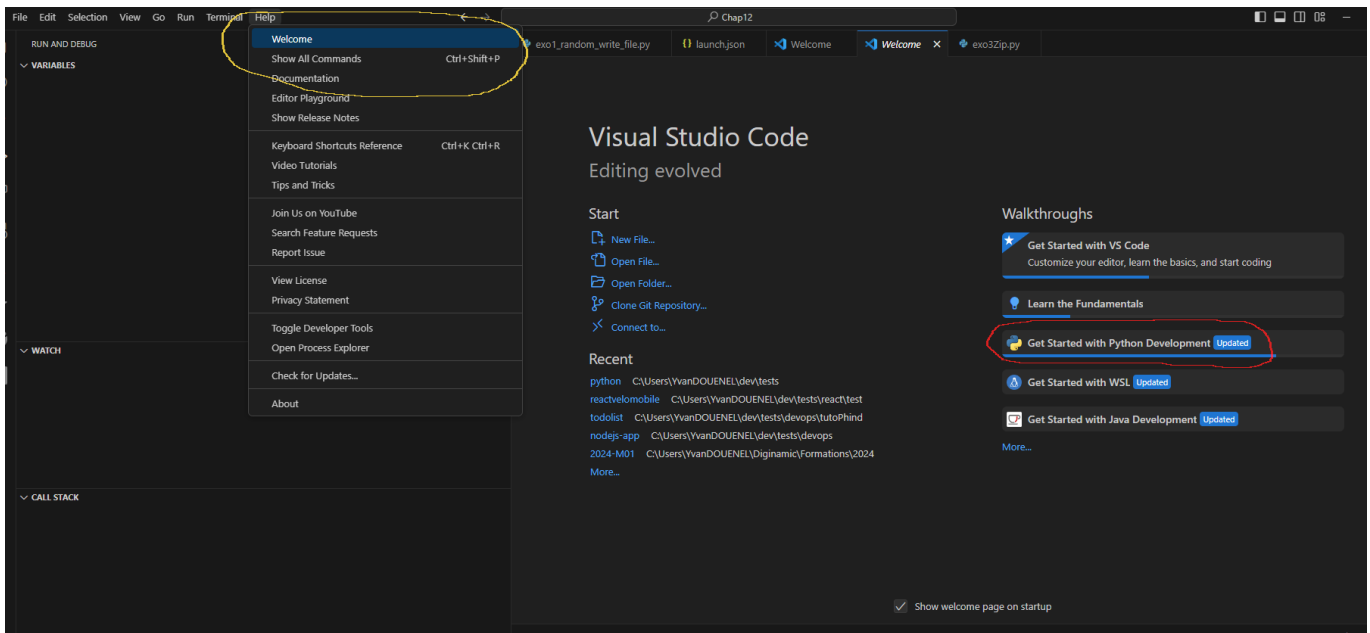 File Edit Selection View Go Run Terminal Help
Chap12
RUN AND DEBUG
VARIABLES
WATCH
CALL STACK
Welcome
Show All Commands Ctrl+Shift+P
Documentation
Editor Playground
Show Release Notes
Keyboard Shortcuts Reference Ctrl+K Ctrl+R
Video Tutorials
Tips and Tricks
Join Us on YouTube
Search Feature Requests
Report Issue
View License
Privacy Statement
Toggle Developer Tools
Open Process Explorer
Check for Updates...
About
exo1_random_write_file.py launch.json Welcome Welcome exo3Zip.py
Visual Studio Code
Editing evolved
Start
New File...
Open File...
Open Folder...
Clone Git Repository...
Connect to...
Recent
python C:\Users\YvanDOUENEL\dev\tests
reactvelomobile C:\Users\YvanDOUENEL\dev\tests\react\test
todolist C:\Users\YvanDOUENEL\dev\tests\devops\tutoPhind
nodejs-app C:\Users\YvanDOUENEL\dev\tests\devops
2024-M01 C:\Users\YvanDOUENEL\Diginamic\Formations\2024
More...
Walkthroughs
Get Started with VS Code
Customize your editor, learn the basics, and start coding
Learn the Fundamentals
Get Started with Python Development Updated
Get Started with WSL Updated
Get Started with Java Development Updated
More...
Show welcome page on startup